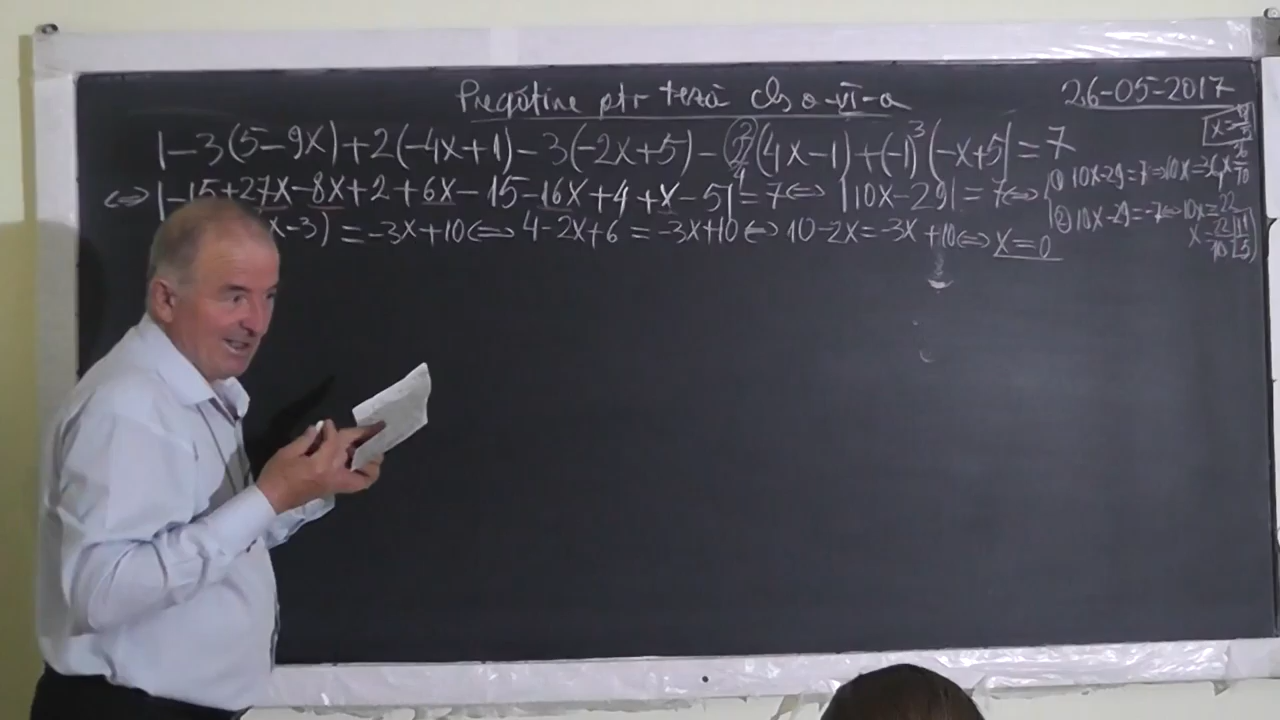 Pregătire ptr teză cls a-VI-a
26-05-2017
|-3(5-9x)+2(-4x+1)-3(-2x+5)-②(4x-1)+(-1)³(-x+5|=7
⇔|-15+27x-8x+2+6x-15-16x+4+x-5|=7⇔|10x-29|=7⇔
x-3)=-3x+10⇔4-2x+6=-3x+10⇔10-2x=-3x+10⇔x=0
① 10x-29=7⇒10x=36
② 10x-29=-7⇔10x=22